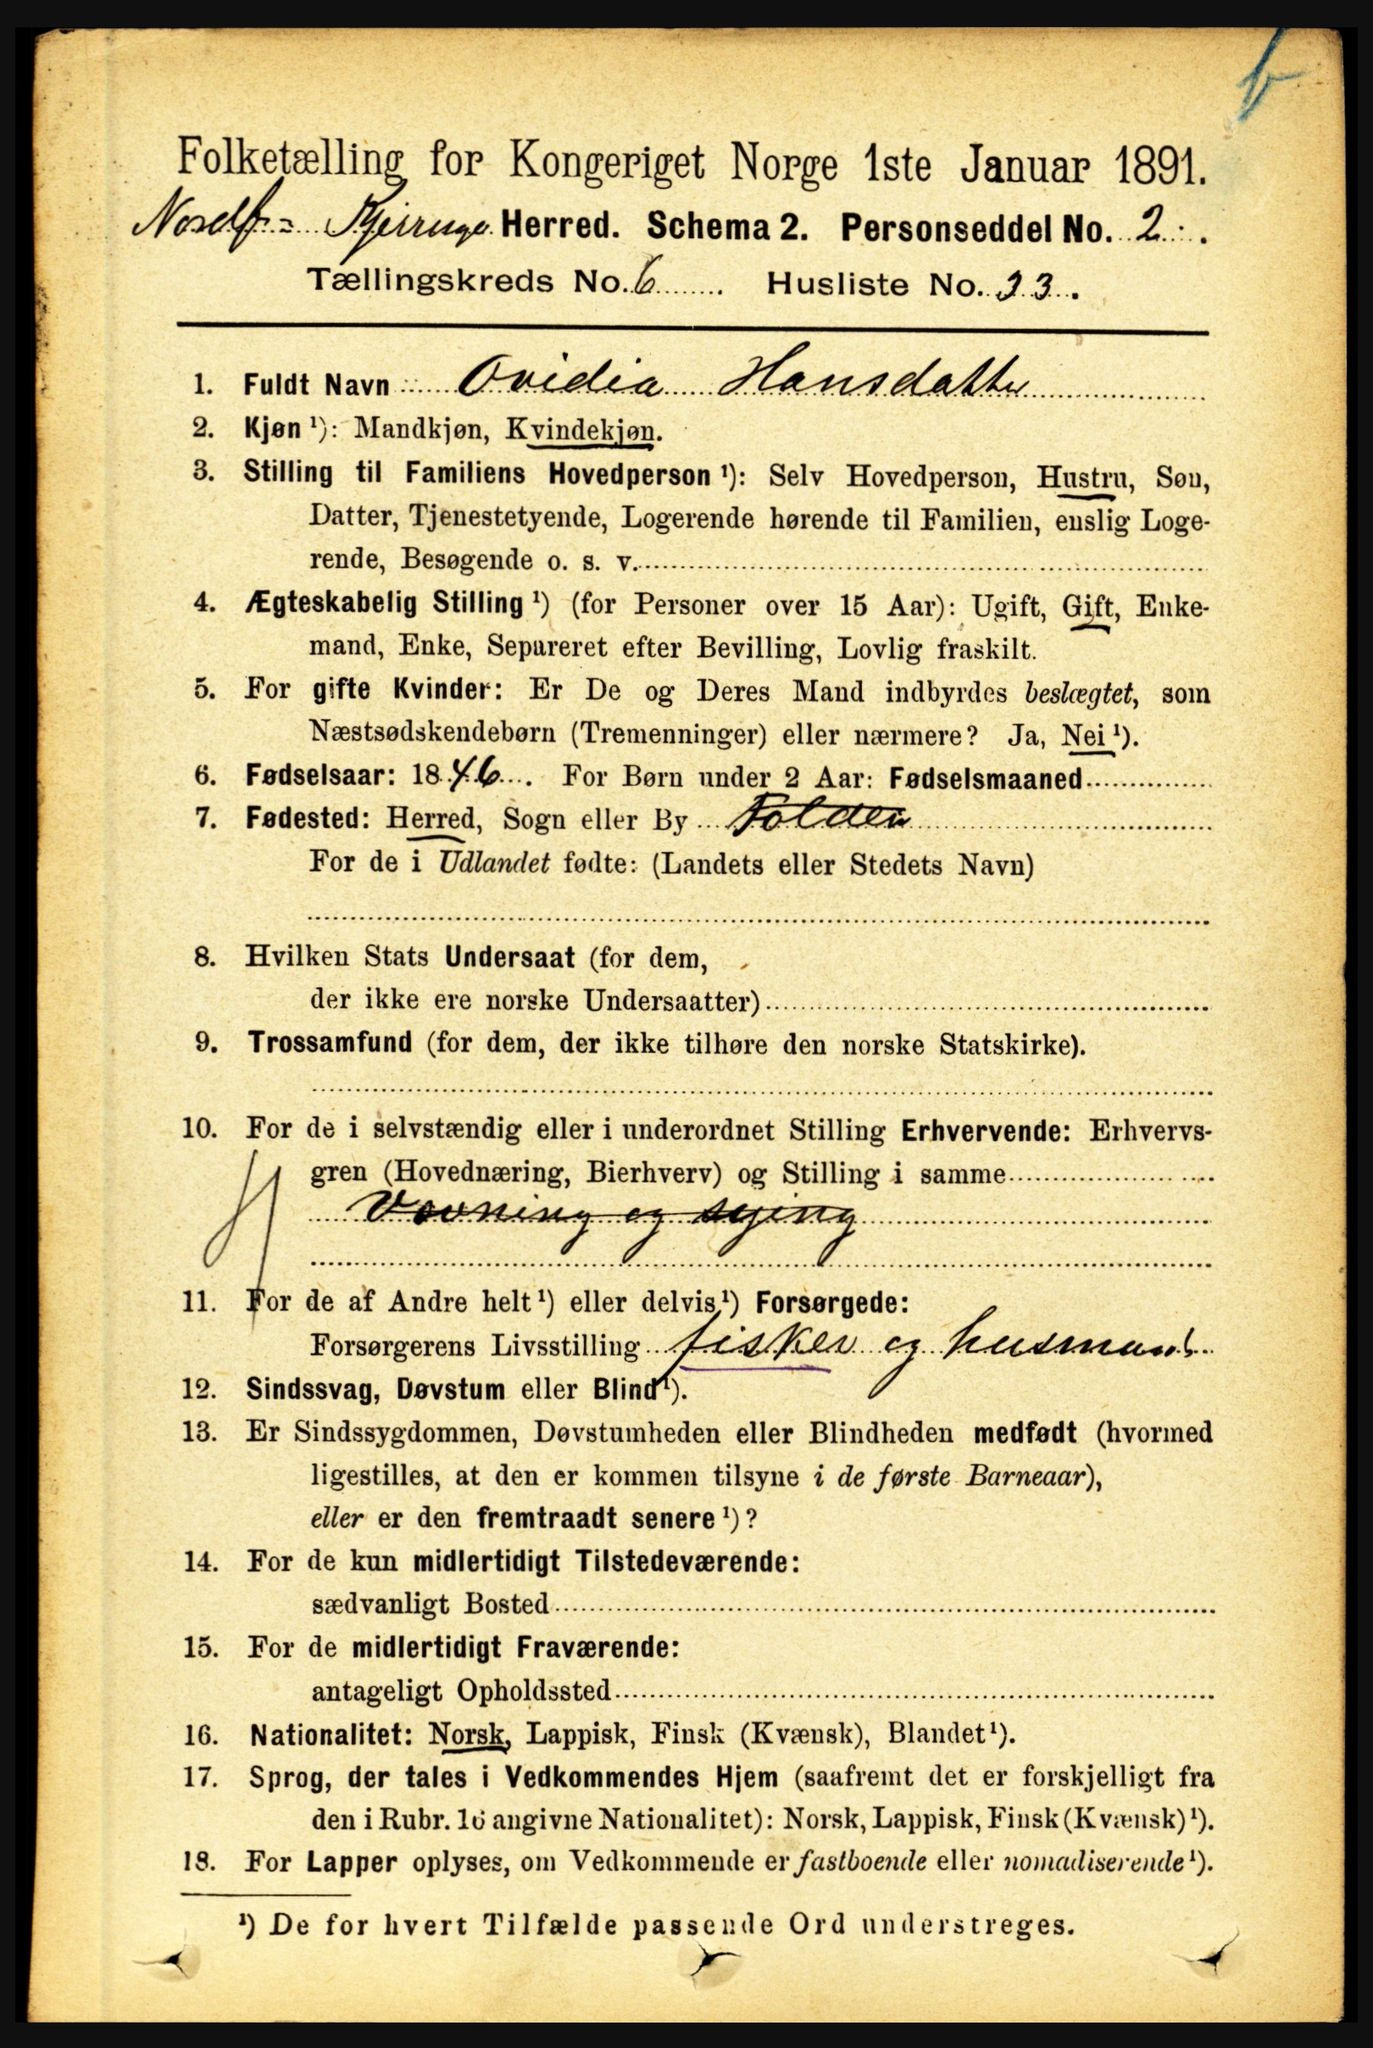 b
Folketælling for Kongeriget Norge 1ste Januar 1891.
Nordf:= Kjerringø Herred. Schema 2. Personseddel No. 2.
Tællingskreds No. 6. Husliste No. 33.
1. Fuldt Navn Ovidia Hansdatter
2. Kjøn ¹): Mandkjøn, Kvindekjøn.
3. Stilling til Familiens Hovedperson ¹): Selv Hovedperson, Hustru, Søn,
Datter, Tjenestetyende, Logerende hørende til Familien, enslig Loge-
rende, Besøgende o. s. v.
4. Ægteskabelig Stilling ¹) (for Personer over 15 Aar): Ugift, Gift, Enke-
mand, Enke, Separeret efter Bevilling, Lovlig fraskilt.
5. For gifte Kvinder: Er De og Deres Mand indbyrdes beslægtet, som
Næstsødskendebørn (Tremenninger) eller nærmere? Ja, Nei ¹).
6. Fødselsaar: 1846. For Børn under 2 Aar: Fødselsmaaned
7. Fødested: Herred, Sogn eller By Folden
For de i Udlandet fødte: (Landets eller Stedets Navn)
8. Hvilken Stats Undersaat (for dem,
der ikke ere norske Undersaatter)
9. Trossamfund (for dem, der ikke tilhøre den norske Statskirke).
10. For de i selvstændig eller i underordnet Stilling Erhvervende: Erhvervs-
gren (Hovednæring, Bierhverv) og Stilling i samme
Vævning og sying
11. For de af Andre helt ¹) eller delvis ¹) Forsørgede:
Forsørgerens Livsstilling fisker og husmand
12. Sindssvag, Døvstum eller Blind ¹).
13. Er Sindssygdommen, Døvstumheden eller Blindheden medfødt (hvormed
ligestilles, at den er kommen tilsyne i de første Barneaar),
eller er den fremtraadt senere ¹)?
14. For de kun midlertidigt Tilstedeværende:
sædvanligt Bosted
15. For de midlertidigt Fraværende:
antageligt Opholdssted
16. Nationalitet: Norsk, Lappisk, Finsk (Kvænsk), Blandet ¹).
17. Sprog, der tales i Vedkommendes Hjem (saafremt det er forskjelligt fra
den i Rubr. 16 angivne Nationalitet): Norsk, Lappisk, Finsk (Kvænsk) ¹).
18. For Lapper oplyses, om Vedkommende er fastboende eller nomadiserende ¹).
¹) De for hvert Tilfælde passende Ord understreges.